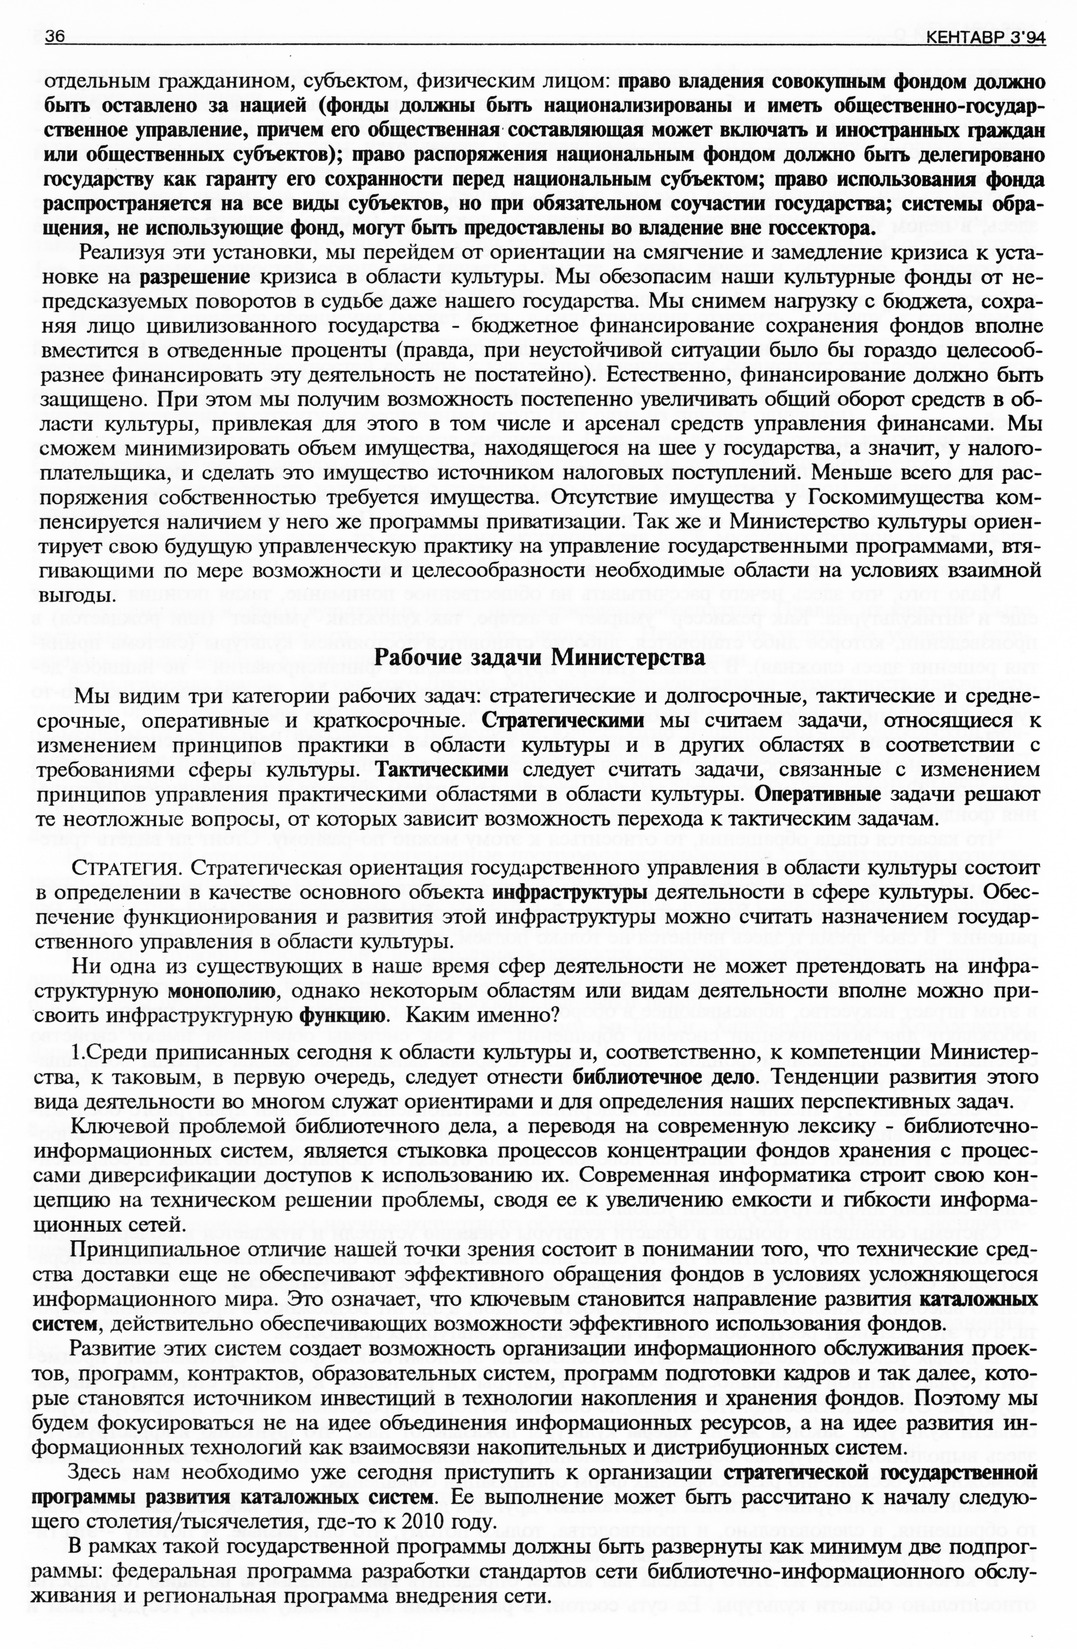 36 КЕНТАВР 3'94
отдельным гражданином, субъектом, физическим лицом: право владения совокупным фондом должно
быть оставлено за нацией (фонды должны быть национализированы и иметь общественно-государ-
ственное управление, причем его общественная составляющая может включать и иностранных граждан
или общественных субъектов); право распоряжения национальным фондом должно быть делегировано
государству как гаранту его сохранности перед национальным субъектом; право использования фонда
распространяется на все виды субъектов, но при обязательном соучастии государства; системы обра-
щения, не использующие фонд, могут быть предоставлены во владение вне госсектора.
Реализуя эти установки, мы перейдем от ориентации на смягчение и замедление кризиса к уста-
новке на разрешение кризиса в области культуры. Мы обезопасим наши культурные фонды от не-
предсказуемых поворотов в судьбе даже нашего государства. Мы снимем нагрузку с бюджета, сохра-
няя лицо цивилизованного государства - бюджетное финансирование сохранения фондов вполне
вместится в отведенные проценты (правда, при неустойчивой ситуации было бы гораздо целесооб-
разнее финансировать эту деятельность не постатейно). Естественно, финансирование должно быть
защищено. При этом мы получим возможность постепенно увеличивать общий оборот средств в об-
ласти культуры, привлекая для этого в том числе и арсенал средств управления финансами. Мы
сможем минимизировать объем имущества, находящегося на шее у государства, а значит, у налого-
плательщика, и сделать это имущество источником налоговых поступлений. Меньше всего для рас-
поряжения собственностью требуется имущества. Отсутствие имущества у Госкомимущества ком-
пенсируется наличием у него же программы приватизации. Так же и Министерство культуры ориен-
тирует свою будущую управленческую практику на управление государственными программами, втя-
гивающими по мере возможности и целесообразности необходимые области на условиях взаимной
выгоды.
Рабочие задачи Министерства
Мы видим три категории рабочих задач: стратегические и долгосрочные, тактические и средне-
срочные, оперативные и краткосрочные. Стратегическими мы считаем задачи, относящиеся к
изменением принципов практики в области культуры и в других областях в соответствии с
требованиями сферы культуры. Тактическими следует считать задачи, связанные с изменением
принципов управления практическими областями в области культуры. Оперативные задачи решают
те неотложные вопросы, от которых зависит возможность перехода к тактическим задачам.
СТРАТЕГИЯ. Стратегическая ориентация государственного управления в области культуры состоит
в определении в качестве основного объекта инфраструктуры деятельности в сфере культуры. Обес-
печение функционирования и развития этой инфраструктуры можно считать назначением государ-
ственного управления в области культуры.
Ни одна из существующих в наше время сфер деятельности не может претендовать на инфра-
структурную монополию, однако некоторым областям или видам деятельности вполне можно при-
своить инфраструктурную функцию. Каким именно?
1.Среди приписанных сегодня к области культуры и, соответственно, к компетенции Министер-
ства, к таковым, в первую очередь, следует отнести библиотечное дело. Тенденции развития этого
вида деятельности во многом служат ориентирами и для определения наших перспективных задач.
Ключевой проблемой библиотечного дела, а переводя на современную лексику - библиотечно-
информационных систем, является стыковка процессов концентрации фондов хранения с процес-
сами диверсификации доступов к использованию их. Современная информатика строит свою кон-
цепцию на техническом решении проблемы, сводя ее к увеличению емкости и гибкости информа-
ционных сетей.
Принципиальное отличие нашей точки зрения состоит в понимании того, что технические сред-
ства доставки еще не обеспечивают эффективного обращения фондов в условиях усложняющегося
информационного мира. Это означает, что ключевым становится направление развития каталожных
систем, действительно обеспечивающих возможности эффективного использования фондов.
Развитие этих систем создает возможность организации информационного обслуживания проек-
тов, программ, контрактов, образовательных систем, программ подготовки кадров и так далее, кото-
рые становятся источником инвестиций в технологии накопления и хранения фондов. Поэтому мы
будем фокусироваться не на идее объединения информационных ресурсов, а на идее развития ин-
формационных технологий как взаимосвязи накопительных и дистрибуционных систем.
Здесь нам необходимо уже сегодня приступить к организации стратегической государственной
программы развития каталожных систем. Ее выполнение может быть рассчитано к началу следую-
щего столетия/тысячелетия, где-то к 2010 году.
В рамках такой государственной программы должны быть развернуты как минимум две подпрог-
раммы: федеральная программа разработки стандартов сети библиотечно-информационного обслу-
живания и региональная программа внедрения сети.